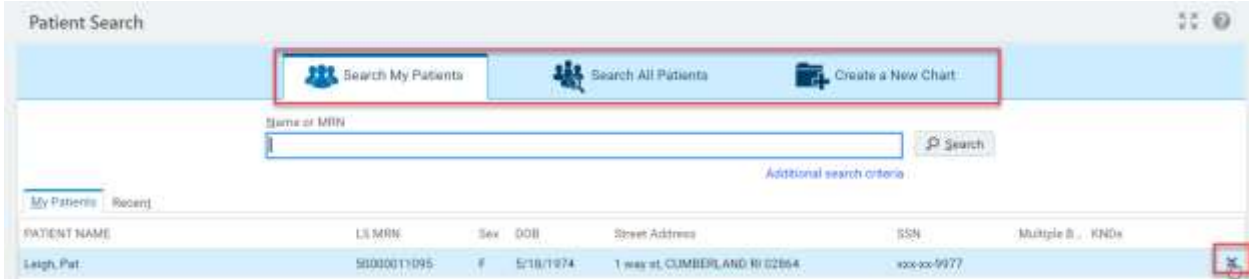 Patient Search
Search My Patients Search All Patients Create a New Chart
Name or MRN
Search
Additional search criteria
My Patients Recent
PATIENT NAME LS MRN Sex DOB Street Address SSN Multiple B... KNDs
Leigh, Pat 50000011095 F 5/18/1974 1 way st, CUMBERLAND RI 02864 xxx-xx-9977